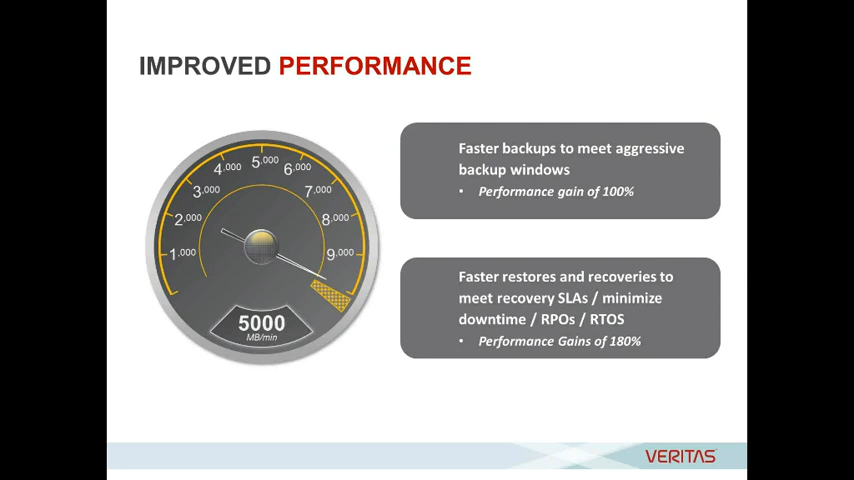 IMPROVED PERFORMANCE
1,000
2,000
3,000
4,000
5,000
6,000
7,000
8,000
9,000
5000
MB/min
Faster backups to meet aggressive
backup windows
• Performance gain of 100%
Faster restores and recoveries to
meet recovery SLAs / minimize
downtime / RPOs / RTOS
• Performance Gains of 180%
VERITAS